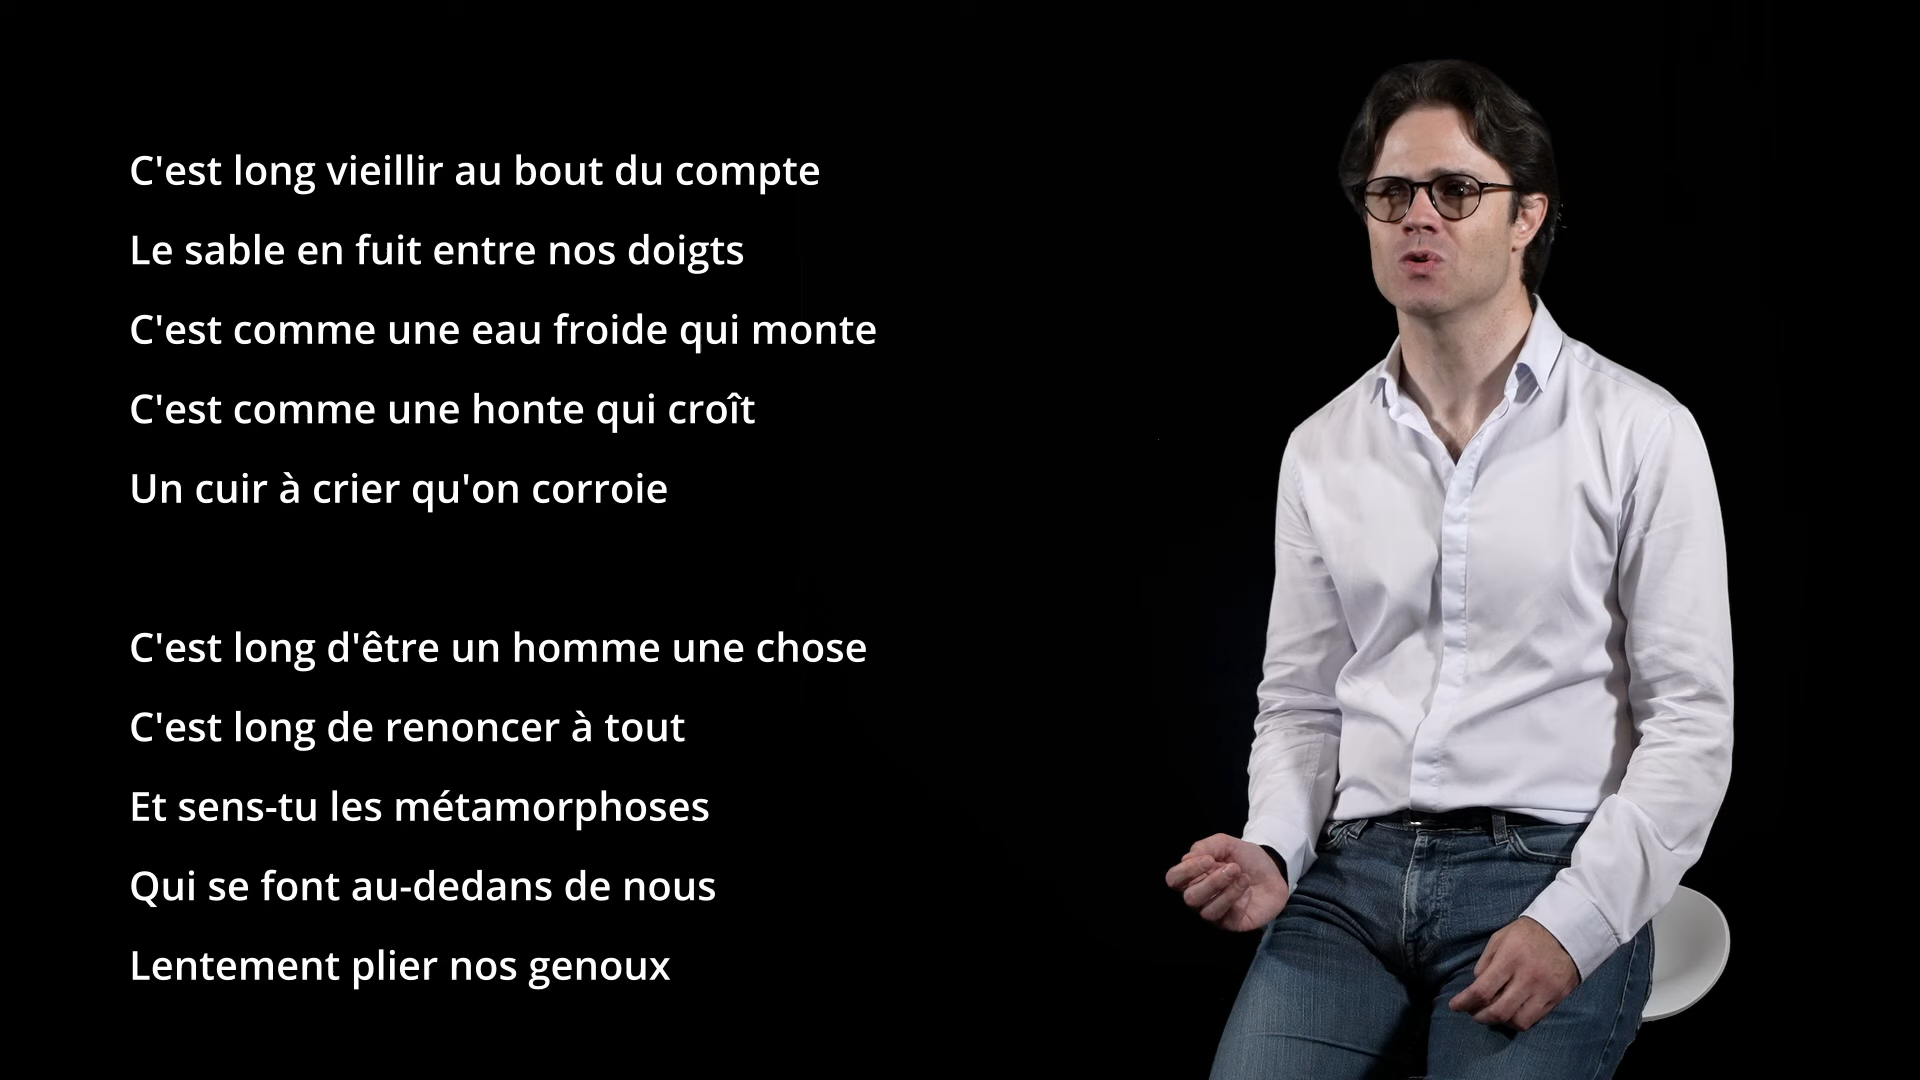 C'est long vieillir au bout du compte
Le sable en fuit entre nos doigts
C'est comme une eau froide qui monte
C'est comme une honte qui croît
Un cuir à crier qu'on corroie
C'est long d'être un homme une chose
C'est long de renoncer à tout
Et sens-tu les métamorphoses
Qui se font au-dedans de nous
Lentement plier nos genoux